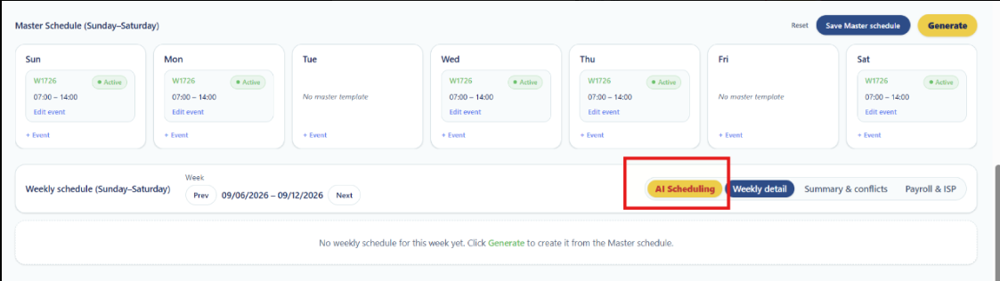 Master Schedule (Sunday–Saturday) Reset Save Master schedule Generate
Sun Mon Tue Wed Thu Fri Sat
W1726 Active W1726 Active W1726 Active W1726 Active W1726 Active
07:00 – 14:00 07:00 – 14:00 No master template 07:00 – 14:00 07:00 – 14:00 No master template 07:00 – 14:00
Edit event Edit event Edit event Edit event Edit event
+ Event + Event + Event + Event + Event + Event + Event
Week
Weekly schedule (Sunday–Saturday) Prev 09/06/2026 – 09/12/2026 Next AI Scheduling Weekly detail Summary & conflicts Payroll & ISP
No weekly schedule for this week yet. Click Generate to create it from the Master schedule.